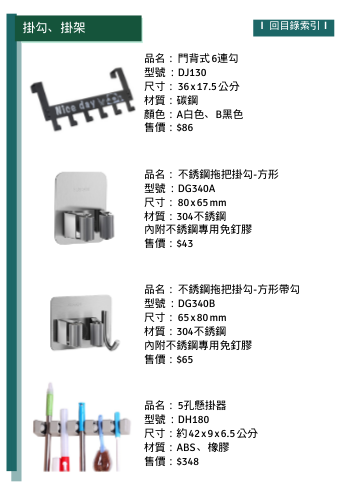 掛勾、掛架
I 回目錄索引 I
品名：門背式6連勾
型號：DJ130
尺寸：36x17.5公分
材質：碳鋼
顏色：A白色、B黑色
售價：$86
Nice day
品名：不銹鋼拖把掛勾-方形
型號：DG340A
尺寸：80x65mm
材質：304不銹鋼
內附不銹鋼專用免釘膠
售價：$43
品名：不銹鋼拖把掛勾-方形帶勾
型號：DG340B
尺寸：65x80mm
材質：304不銹鋼
內附不銹鋼專用免釘膠
售價：$65
品名：5孔懸掛器
型號：DH180
尺寸：約42x9x6.5公分
材質：ABS、橡膠
售價：$348